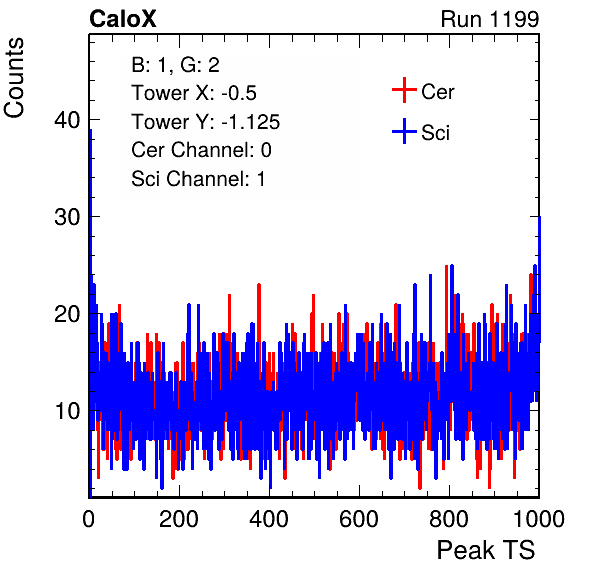 CaloX Run 1199
Counts
B: 1, G: 2
Tower X: -0.5
Tower Y: -1.125
Cer Channel: 0
Sci Channel: 1
Cer
Sci
40
30
20
10
0 200 400 600 800 1000
Peak TS